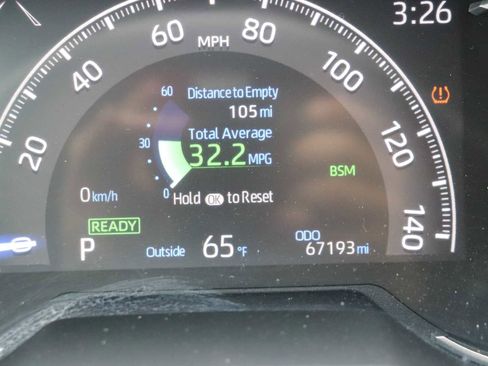 3:26
20 40 60 80 100 120 140
MPH
60 Distance to Empty
105 mi
Total Average
30 32.2 MPG
BSM
0 km/h
0 Hold OK to Reset
READY
P
Outside 65 °F
ODO
67193 mi